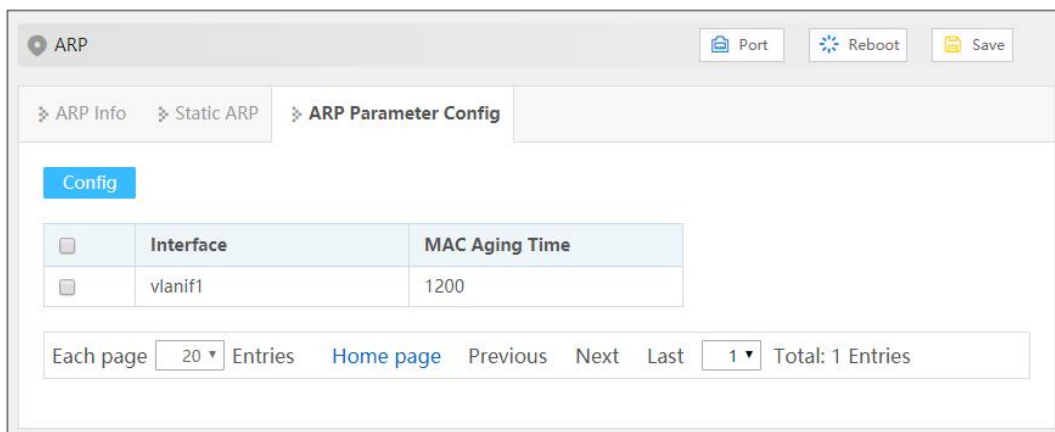 ARP Port Reboot Save
ARP Info Static ARP ARP Parameter Config
Config
Interface MAC Aging Time
vlanif1 1200
Each page 20 Entries Home page Previous Next Last 1 Total: 1 Entries